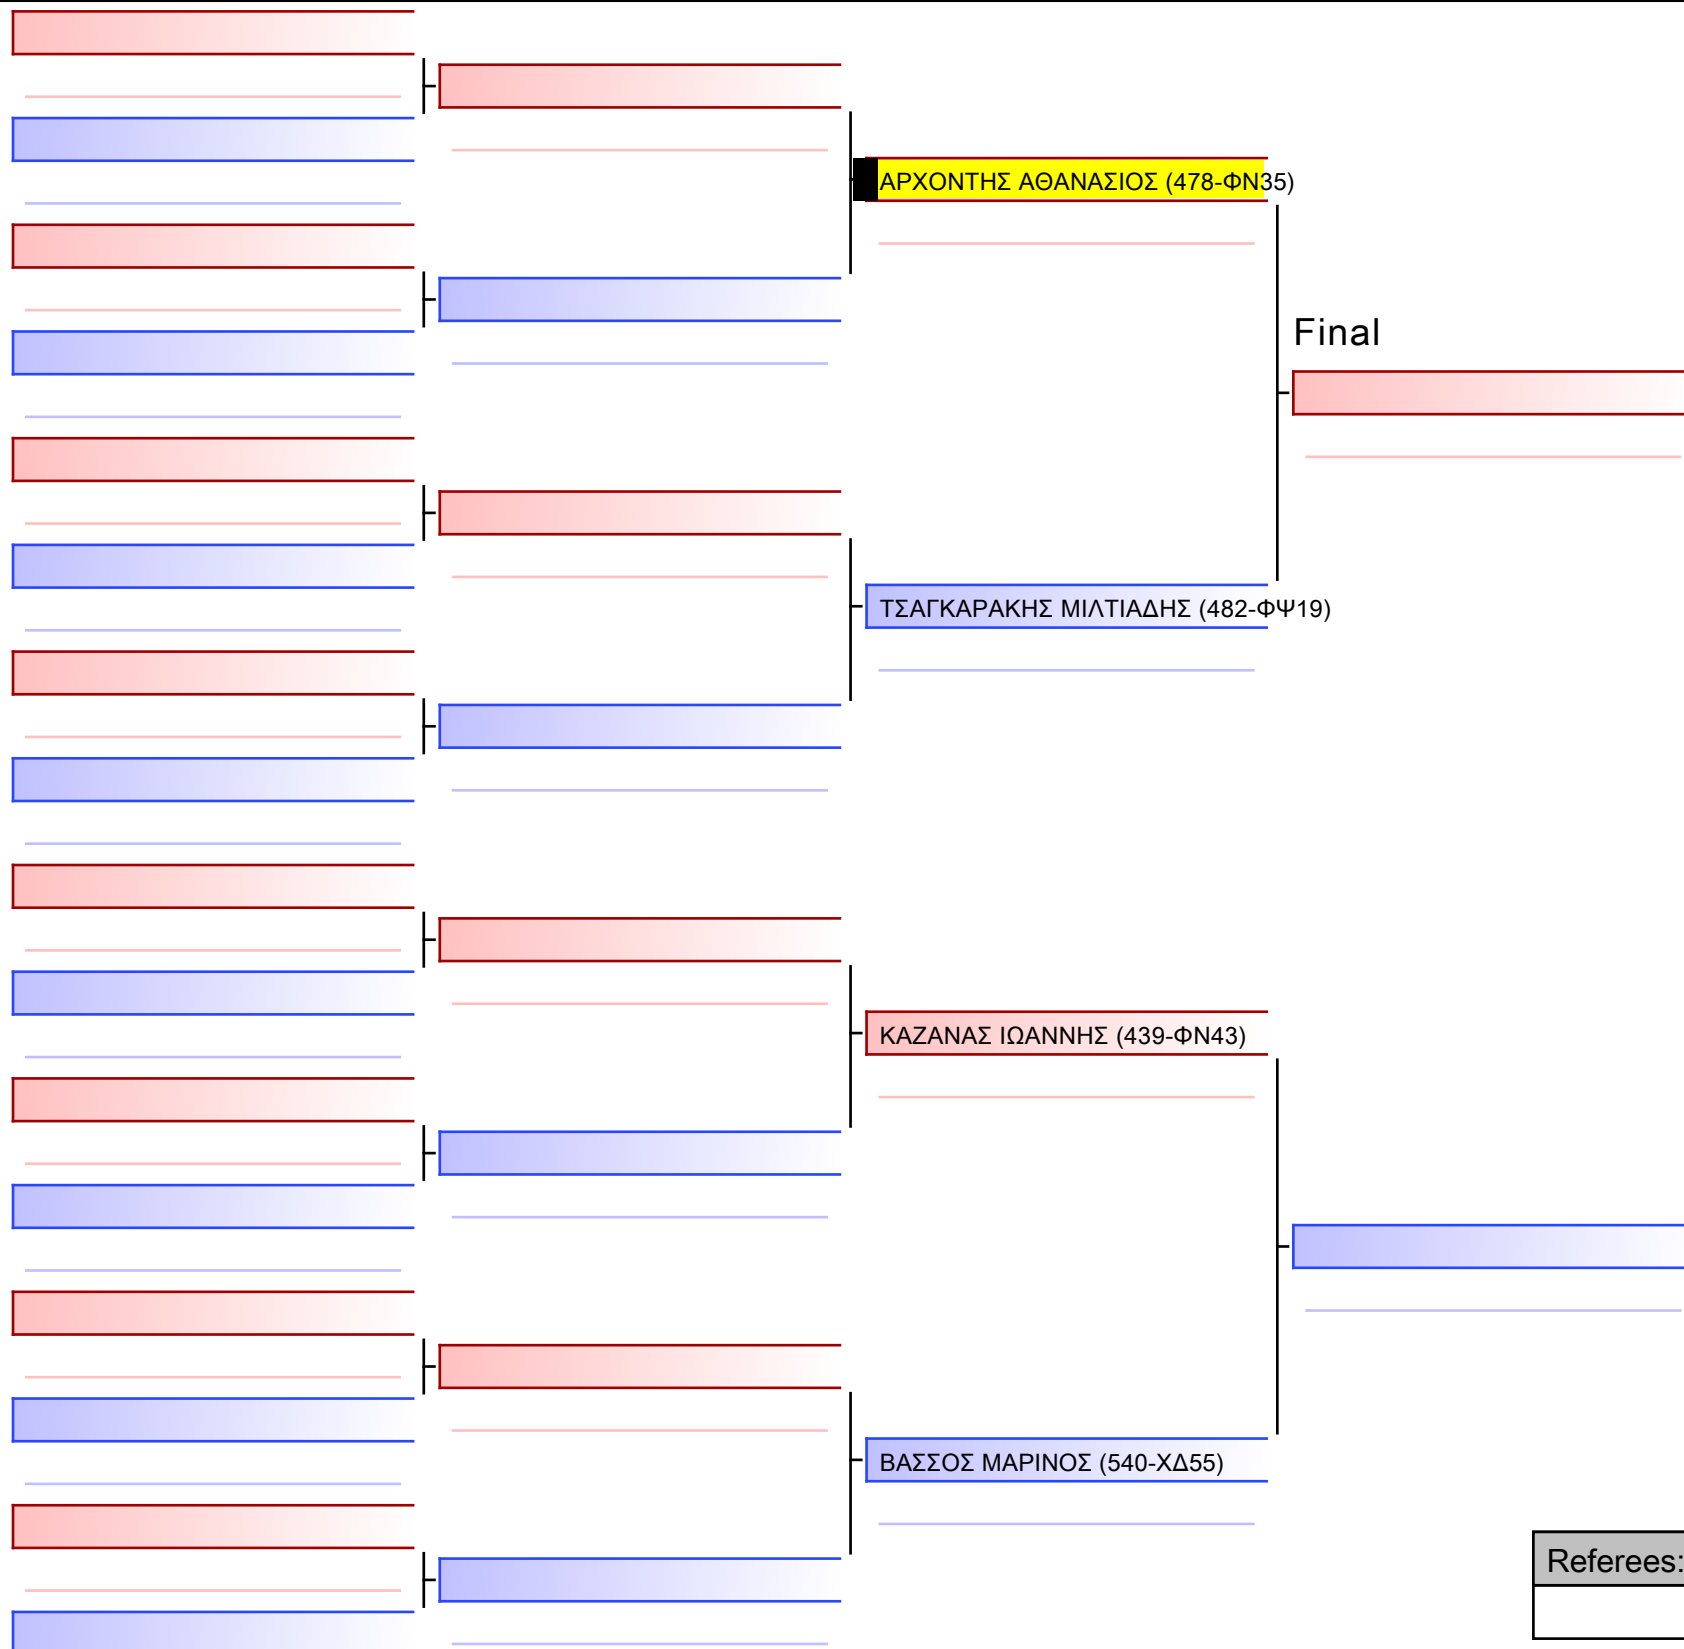 ΑΡΧΟΝΤΗΣ ΑΘΑΝΑΣΙΟΣ (478-ΦΝ35)
Final
ΤΣΑΓΚΑΡΑΚΗΣ ΜΙΛΤΙΑΔΗΣ (482-ΦΨ19)
ΚΑΖΑΝΑΣ ΙΩΑΝΝΗΣ (439-ΦΝ43)
ΒΑΣΣΟΣ ΜΑΡΙΝΟΣ (540-ΧΔ55)
Referees: